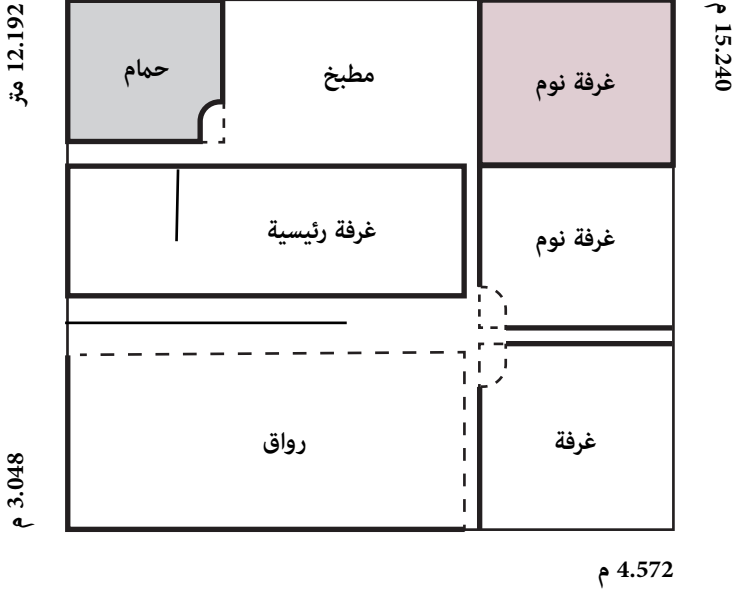 12.192 متر
15.240 م
حمام
مطبخ
غرفة نوم
غرفة رئيسية
غرفة نوم
رواق
غرفة
3.048 م
4.572 م